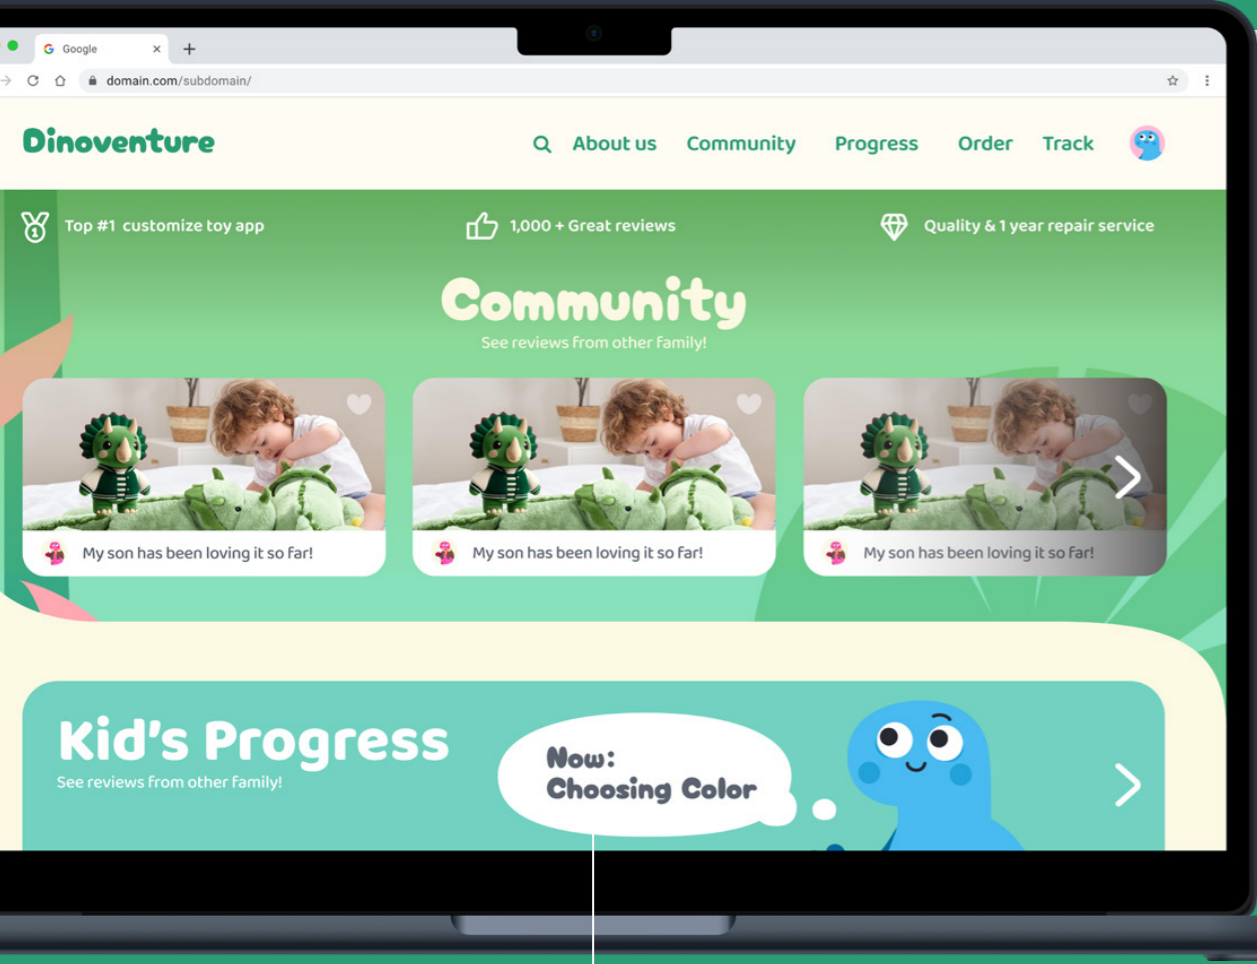 Google
domain.com/subdomain/
Dinoventure
About us Community Progress Order Track
Top #1 customize toy app
1,000 + Great reviews
Quality & 1 year repair service
Community
See reviews from other family!
My son has been loving it so far!
My son has been loving it so far!
My son has been loving it so far!
Kid's Progress
See reviews from other family!
Now:
Choosing Color